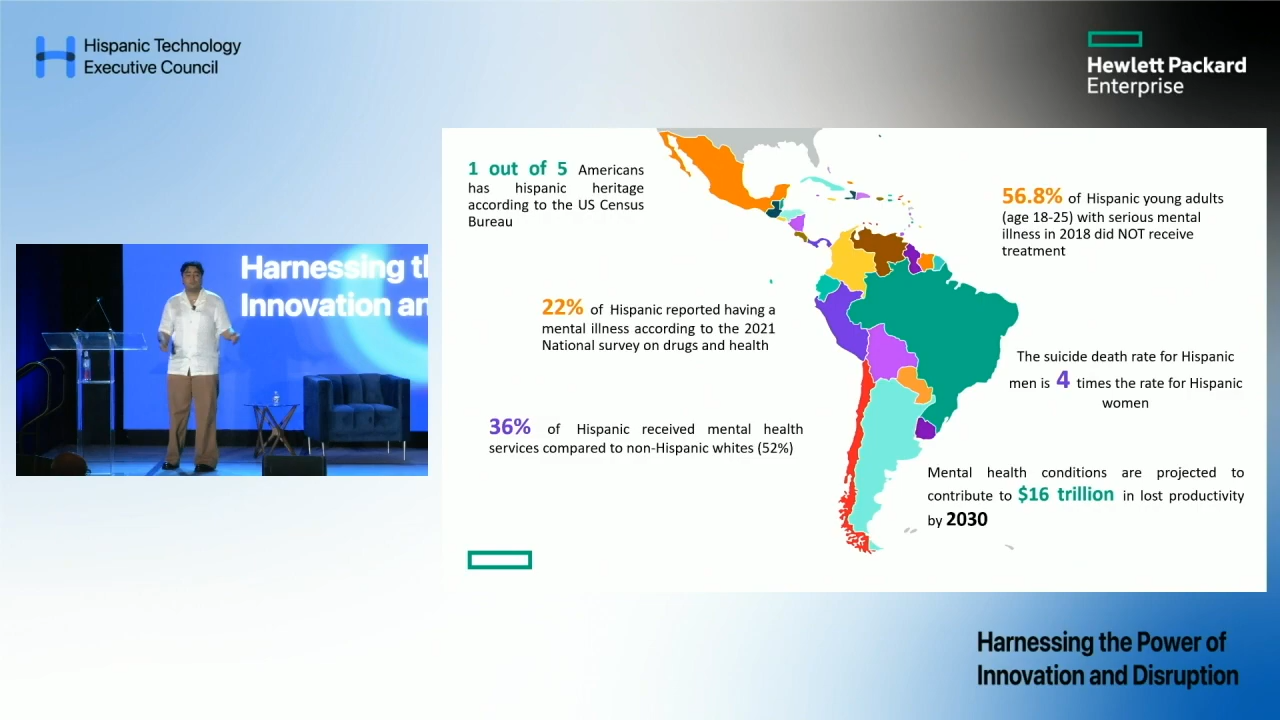 Hispanic Technology
Executive Council
Hewlett Packard
Enterprise
1 out of 5 Americans
has hispanic heritage
according to the US Census
Bureau
56.8% of Hispanic young adults
(age 18-25) with serious mental
illness in 2018 did NOT receive
treatment
Harnessing t
Innovation an
22% of Hispanic reported having a
mental illness according to the 2021
National survey on drugs and health
The suicide death rate for Hispanic
men is 4 times the rate for Hispanic
women
36% of Hispanic received mental health
services compared to non-Hispanic whites (52%)
Mental health conditions are projected to
contribute to $16 trillion in lost productivity
by 2030
Harnessing the Power of
Innovation and Disruption